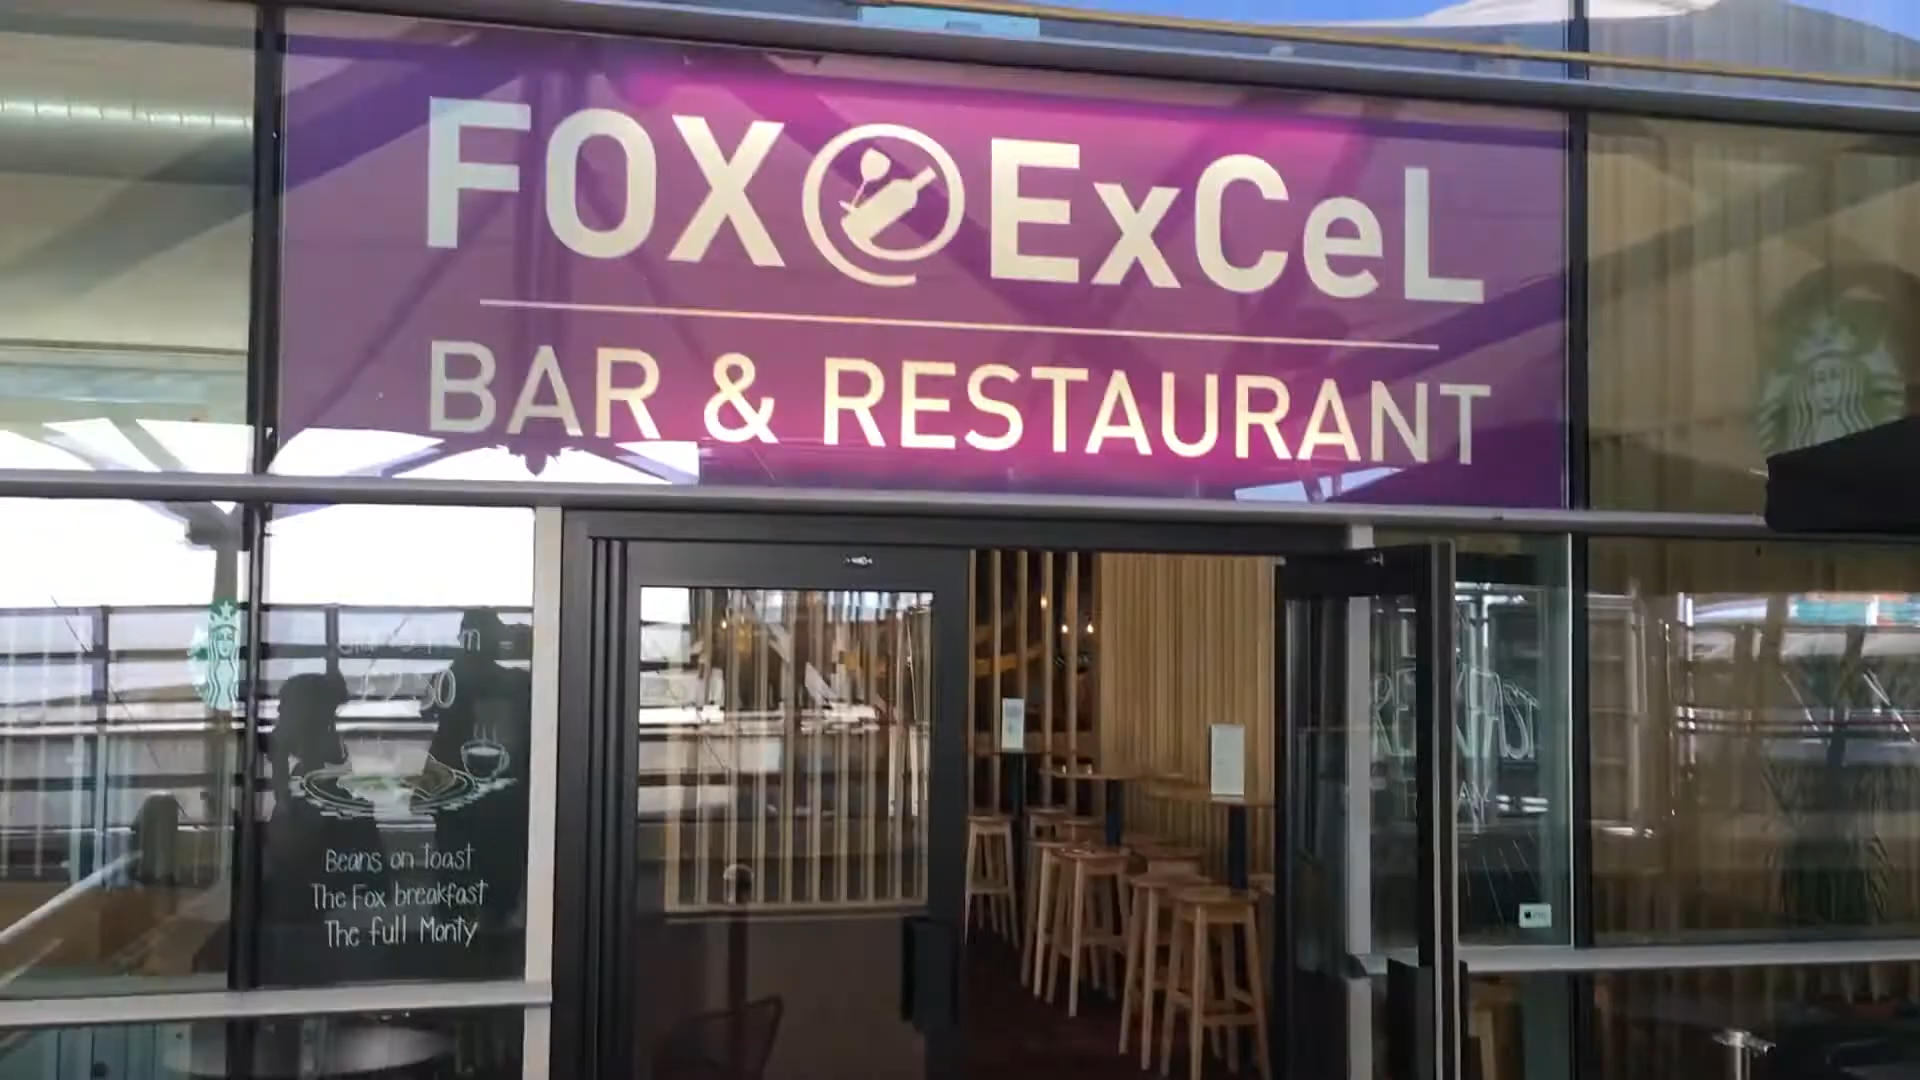 FOX@ExCeL
BAR & RESTAURANT
Beans on toast
The Fox breakfast
The full Monty